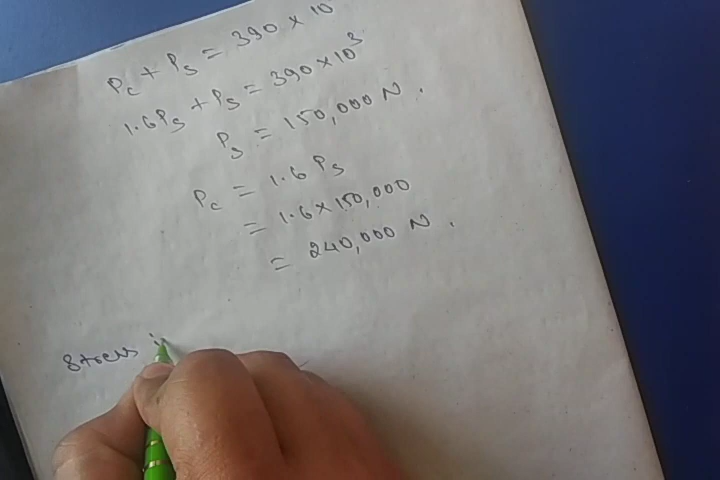 Pc + Ps = 390 × 10
1.6Ps + Ps = 390 × 10³
Ps = 150,000 N.
Pc = 1.6 Ps
= 1.6 × 150,000
= 240,000 N.
Stress i